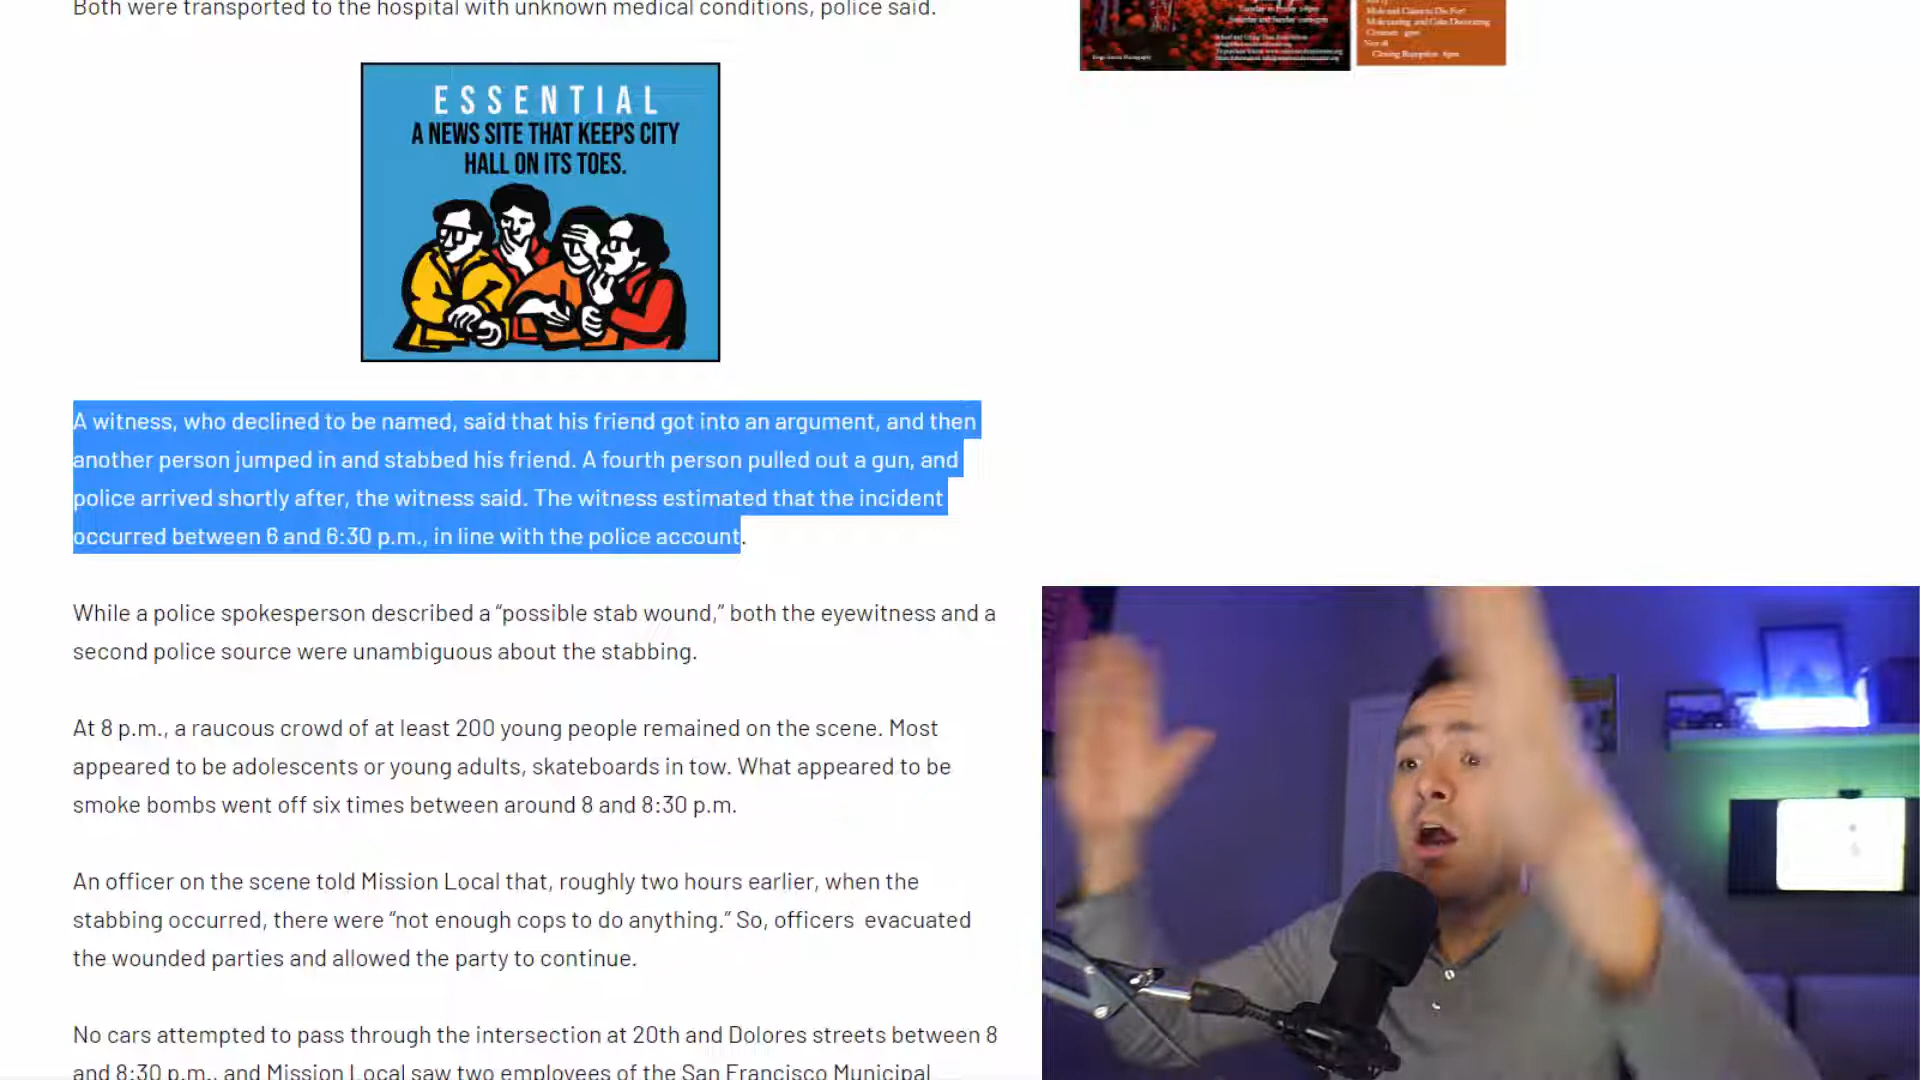 Both were transported to the hospital with unknown medical conditions, police said.
ESSENTIAL
A NEWS SITE THAT KEEPS CITY
HALL ON ITS TOES.
A witness, who declined to be named, said that his friend got into an argument, and then
another person jumped in and stabbed his friend. A fourth person pulled out a gun, and
police arrived shortly after, the witness said. The witness estimated that the incident
occurred between 6 and 6:30 p.m., in line with the police account.
While a police spokesperson described a “possible stab wound,” both the eyewitness and a
second police source were unambiguous about the stabbing.
At 8 p.m., a raucous crowd of at least 200 young people remained on the scene. Most
appeared to be adolescents or young adults, skateboards in tow. What appeared to be
smoke bombs went off six times between around 8 and 8:30 p.m.
An officer on the scene told Mission Local that, roughly two hours earlier, when the
stabbing occurred, there were “not enough cops to do anything.” So, officers evacuated
the wounded parties and allowed the party to continue.
No cars attempted to pass through the intersection at 20th and Dolores streets between 8
and 8:30 p.m., and Mission Local saw two employees of the San Francisco Municipal
Closing Reception 6pm